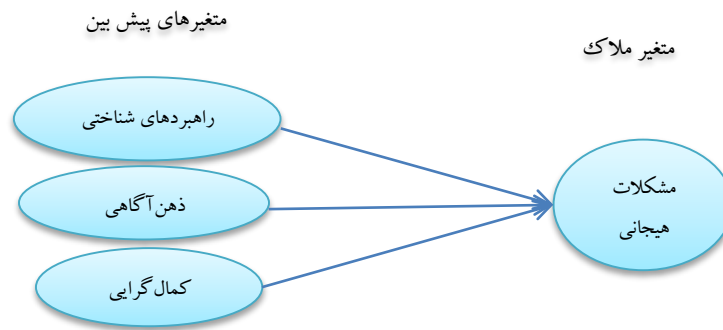 متغیرهای پیش بین
متغیر ملاک
راهبردهای شناختی
ذهن آگاهی
کمال‌گرایی
مشکلات
هیجانی